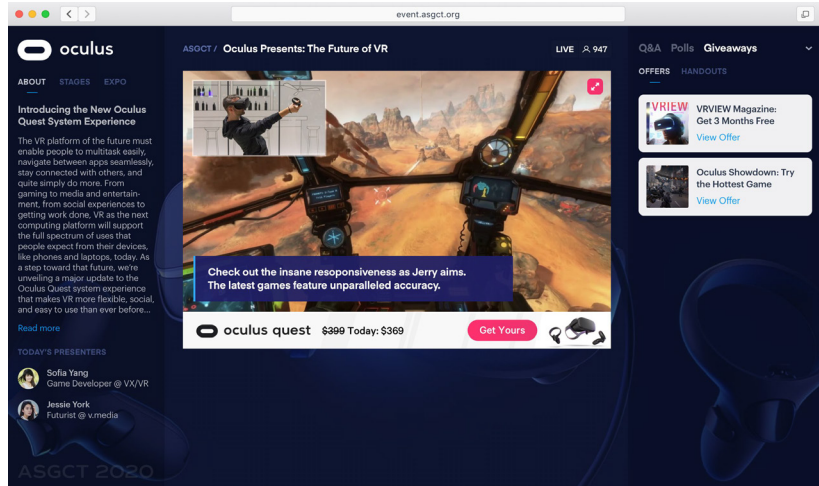 event.asgct.org
oculus
ABOUT STAGES EXPO
Introducing the New Oculus
Quest System Experience
The VR platform of the future must
enable people to multitask easily,
navigate between apps seamlessly,
stay connected with others, and
quite simply do more. From
gaming to media and entertain-
ment, from social experiences to
getting work done, VR as the next
computing platform will support
the full spectrum of uses that
people expect from their devices,
like phones and laptops, today. As
a step toward that future, we're
unveiling a major update to the
Oculus Quest system experience
that makes VR more flexible, social,
and easy to use than ever before...
Read more
TODAY'S PRESENTERS
Sofia Yang
Game Developer @ VX/VR
Jessie York
Futurist @ v.media
ASGCT 2020
ASGCT / Oculus Presents: The Future of VR
LIVE 947
Check out the insane resoponsiveness as Jerry aims.
The latest games feature unparalleled accuracy.
oculus quest $399 Today: $369
Get Yours
Q&A Polls Giveaways
OFFERS HANDOUTS
VRIEW
VRVIEW Magazine:
Get 3 Months Free
View Offer
Oculus Showdown: Try
the Hottest Game
View Offer